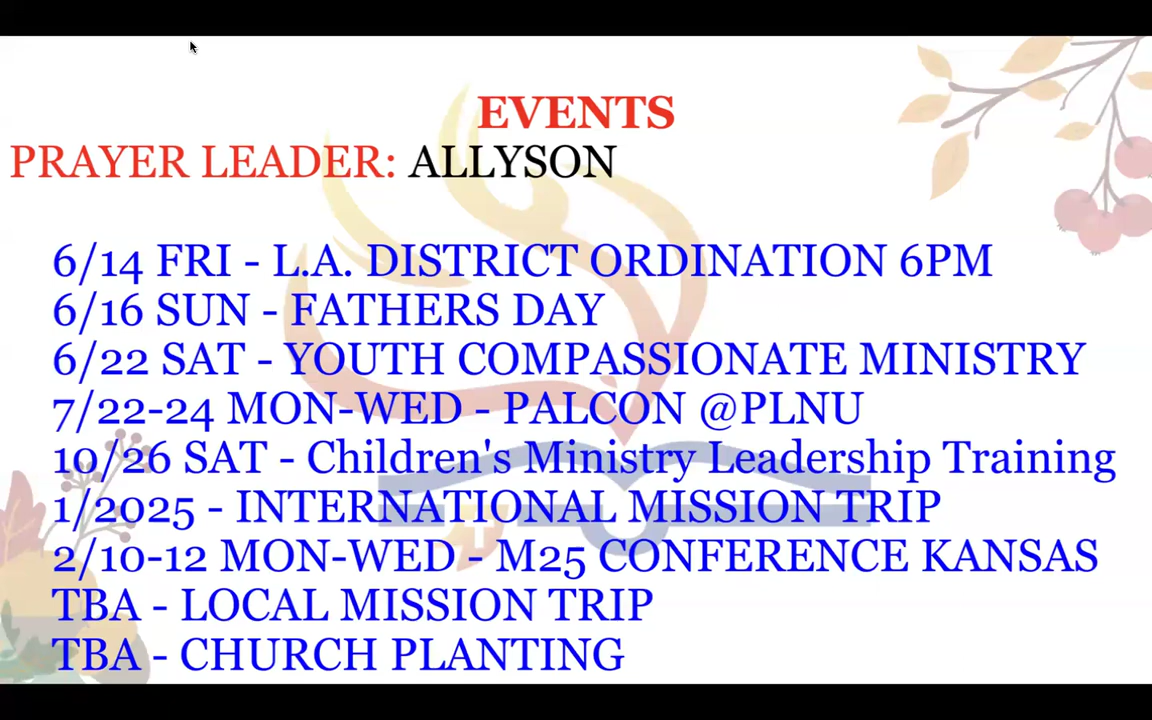 EVENTS
PRAYER LEADER: ALLYSON
6/14 FRI - L.A. DISTRICT ORDINATION 6PM
6/16 SUN - FATHERS DAY
6/22 SAT - YOUTH COMPASSIONATE MINISTRY
7/22-24 MON-WED - PALCON @PLNU
10/26 SAT - Children's Ministry Leadership Training
1/2025 - INTERNATIONAL MISSION TRIP
2/10-12 MON-WED - M25 CONFERENCE KANSAS
TBA - LOCAL MISSION TRIP
TBA - CHURCH PLANTING